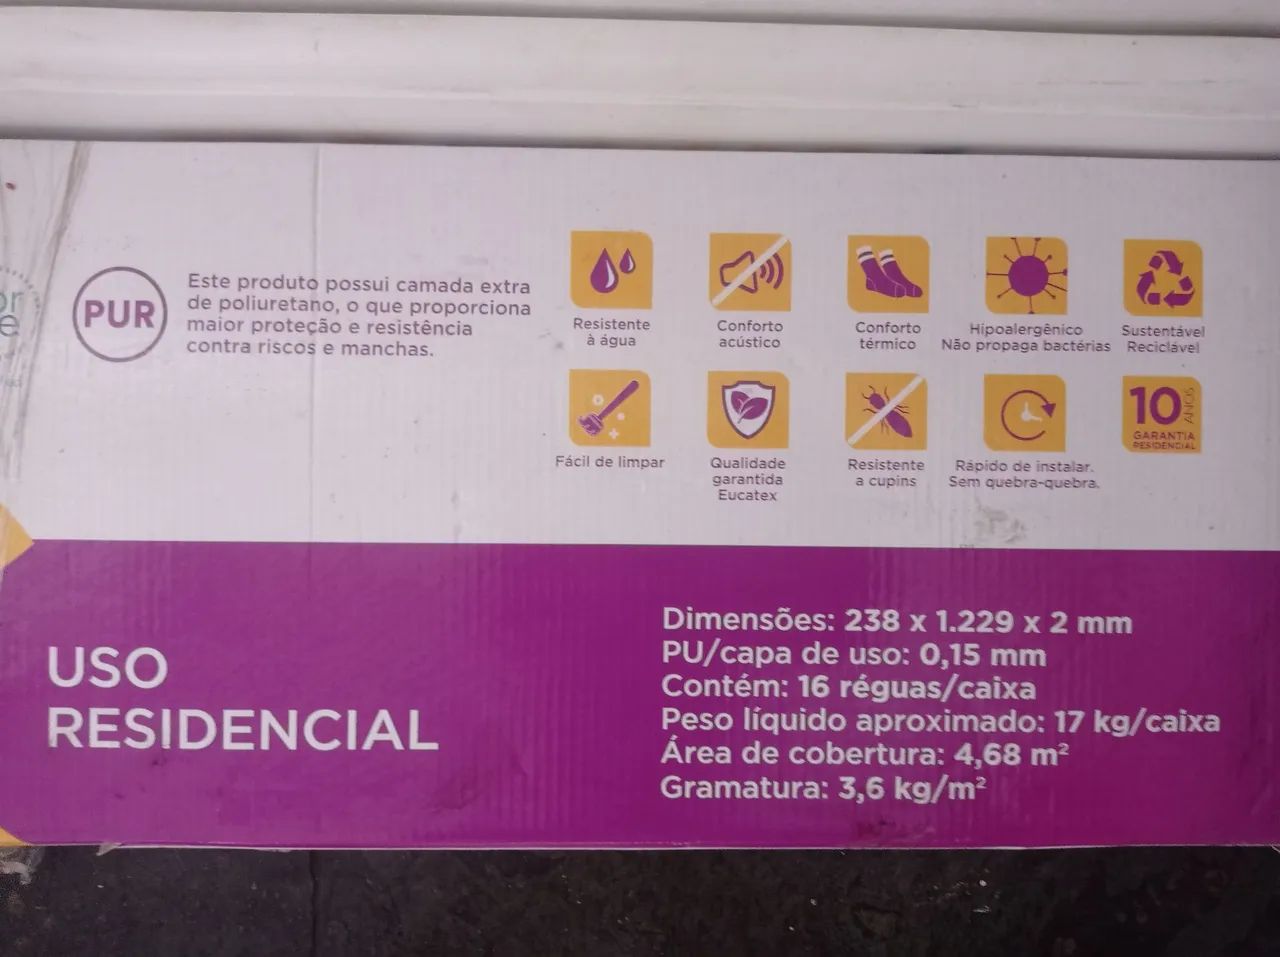 PUR
Este produto possui camada extra
de poliuretano, o que proporciona
maior proteção e resistência
contra riscos e manchas.
Resistente
à água
Conforto
acústico
Conforto
térmico
Hipoalergênico
Não propaga bactérias
Sustentável
Reciclável
Fácil de limpar
Qualidade
garantida
Eucatex
Resistente
a cupins
Rápido de instalar.
Sem quebra-quebra.
10 ANOS
GARANTIA
RESIDENCIAL
USO
RESIDENCIAL
Dimensões: 238 x 1.229 x 2 mm
PU/capa de uso: 0,15 mm
Contém: 16 réguas/caixa
Peso líquido aproximado: 17 kg/caixa
Área de cobertura: 4,68 m²
Gramatura: 3,6 kg/m²